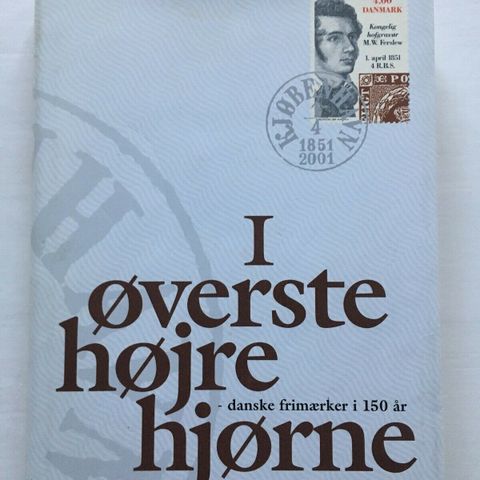 4.00
DANMARK
Kongelig
hofgravør
M.W. Ferslew
1. april 1851
4 R.B.S.
KJØBENHAVN
4
1851
2001
I
øverste
højre
- danske frimærker i 150 år
hjørne